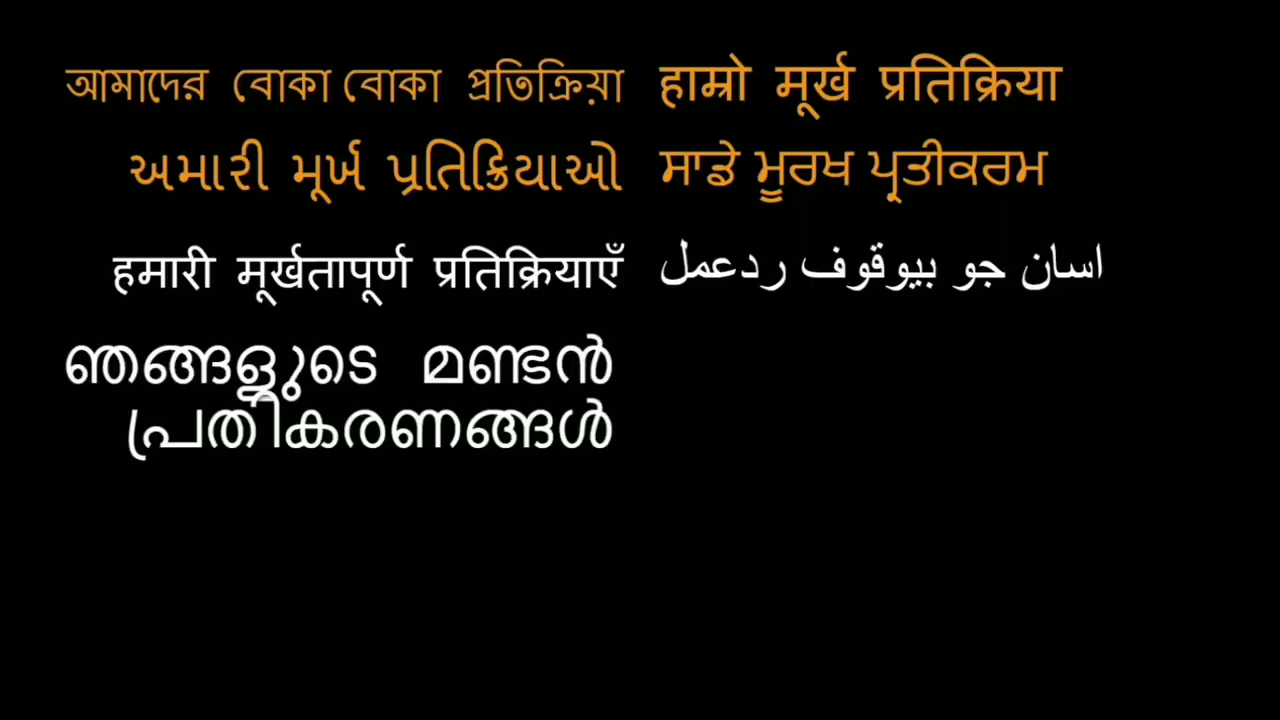 আমাদের বোকা বোকা প্রতিক্রিয়া
हाम्रो मूर्ख प्रतिक्रिया
અમારી મૂર્ખ પ્રતિક્રિયાઓ
ਸਾਡੇ ਮੂਰਖ ਪ੍ਰਤੀਕਰਮ
हमारी मूर्खतापूर्ण प्रतिक्रियाएँ
اسان جو بيوقوف ردعمل
ഞങ്ങളുടെ മണ്ടൻ
പ്രതികരണങ്ങൾ